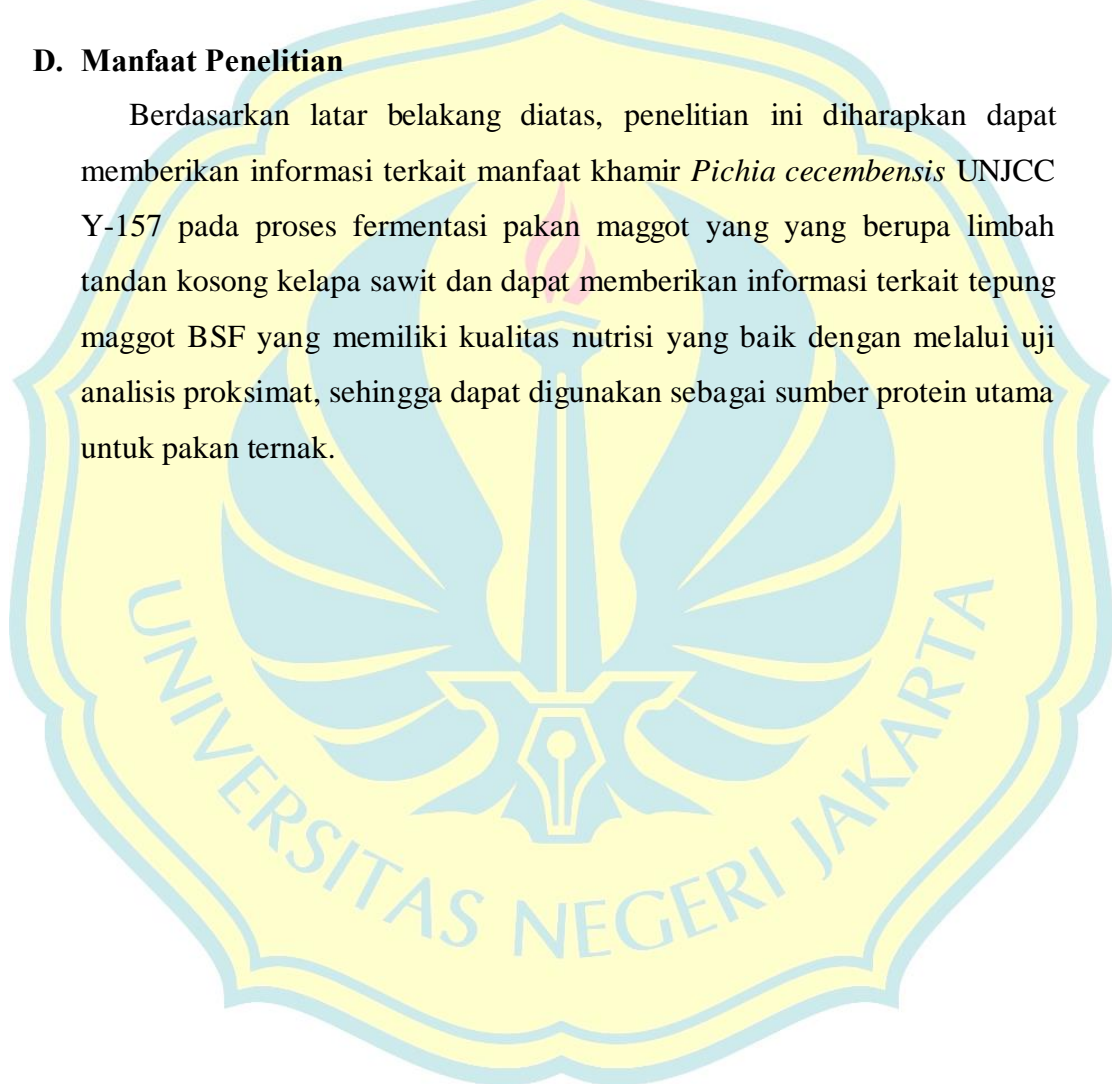 D. Manfaat Penelitian
Berdasarkan latar belakang diatas, penelitian ini diharapkan dapat
memberikan informasi terkait manfaat khamir Pichia cecembensis UNJCC
Y-157 pada proses fermentasi pakan maggot yang yang berupa limbah
tandan kosong kelapa sawit dan dapat memberikan informasi terkait tepung
maggot BSF yang memiliki kualitas nutrisi yang baik dengan melalui uji
analisis proksimat, sehingga dapat digunakan sebagai sumber protein utama
untuk pakan ternak.
UNIVERSITAS NEGERI JAKARTA